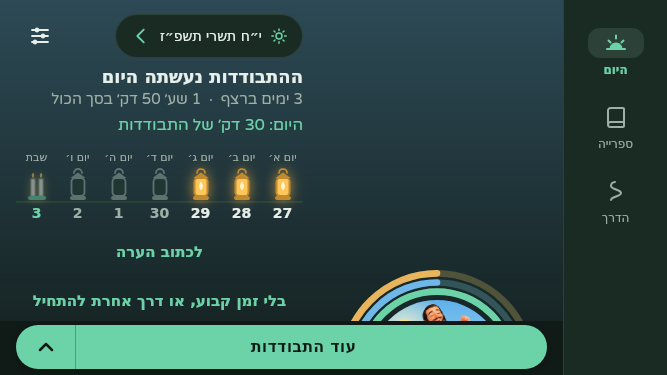 היום
ספרייה
הדרך
י״ח תשרי תשפ״ז
ההתבודדות נעשתה היום
3 ימים ברצף · 1 שע׳ 50 דק׳ בסך הכול
היום: 30 דק׳ של התבודדות
יום א׳ יום ב׳ יום ג׳ יום ד׳ יום ה׳ יום ו׳ שבת
27 28 29 30 1 2 3
לכתוב הערה
בלי זמן קבוע, או דרך אחרת להתחיל
עוד התבודדות